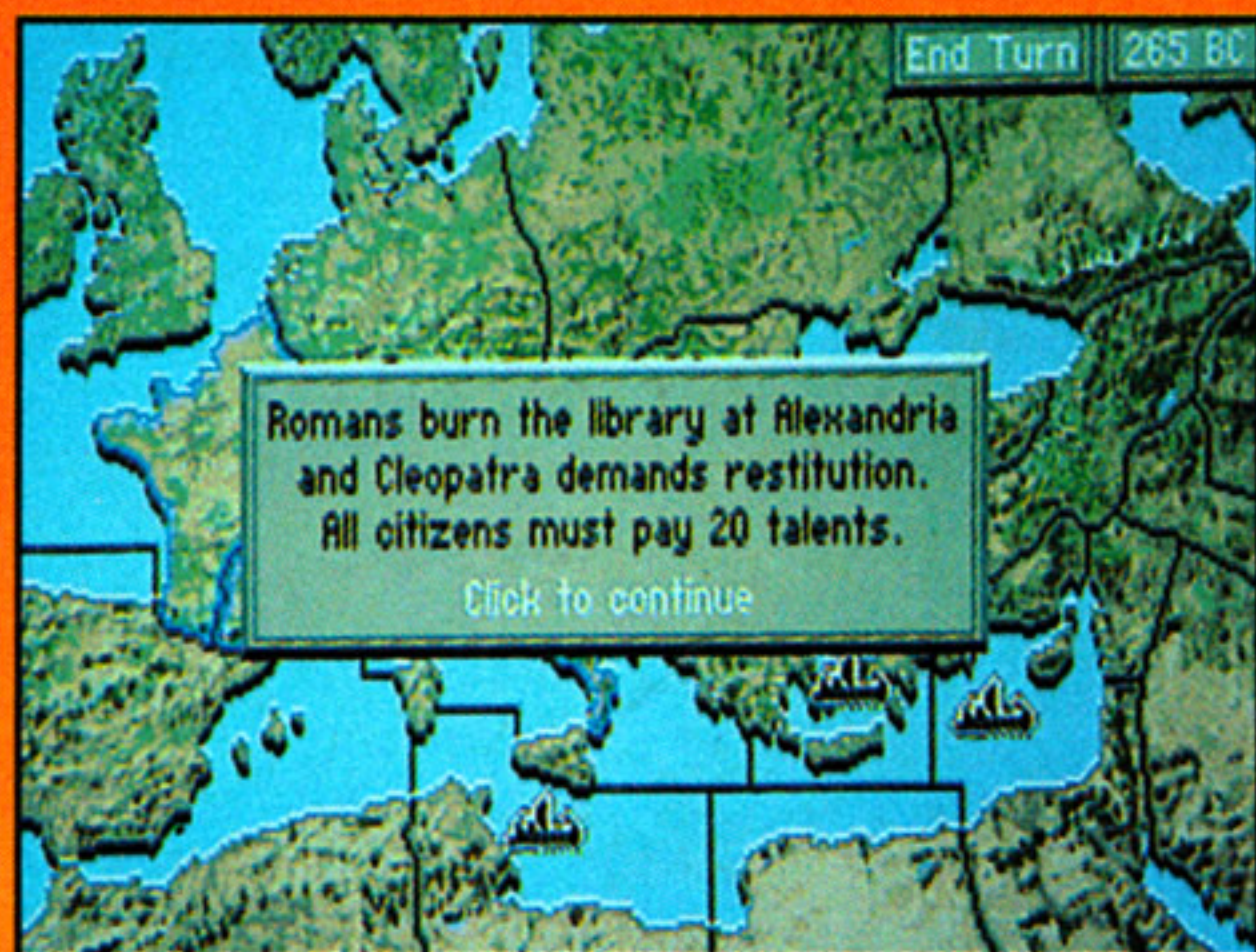 End Turn
265 BC
Romans burn the library at Alexandria
and Cleopatra demands restitution.
All citizens must pay 20 talents.
Click to continue